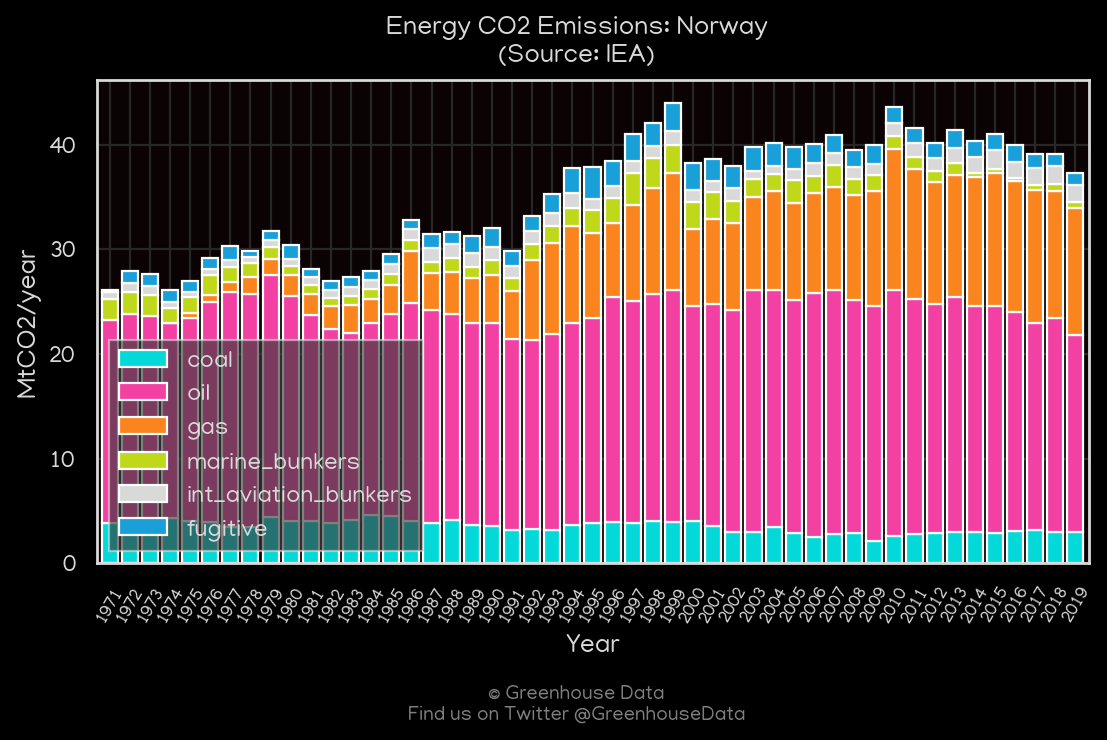 Energy CO2 Emissions: Norway
(Source: IEA)
MtCO2/year
40
30
20
10
0
coal
oil
gas
marine_bunkers
int_aviation_bunkers
fugitive
1971 1972 1973 1974 1975 1976 1977 1978 1979 1980 1981 1982 1983 1984 1985 1986 1987 1988 1989 1990 1991 1992 1993 1994 1995 1996 1997 1998 1999 2000 2001 2002 2003 2004 2005 2006 2007 2008 2009 2010 2011 2012 2013 2014 2015 2016 2017 2018 2019
Year
© Greenhouse Data
Find us on Twitter @GreenhouseData